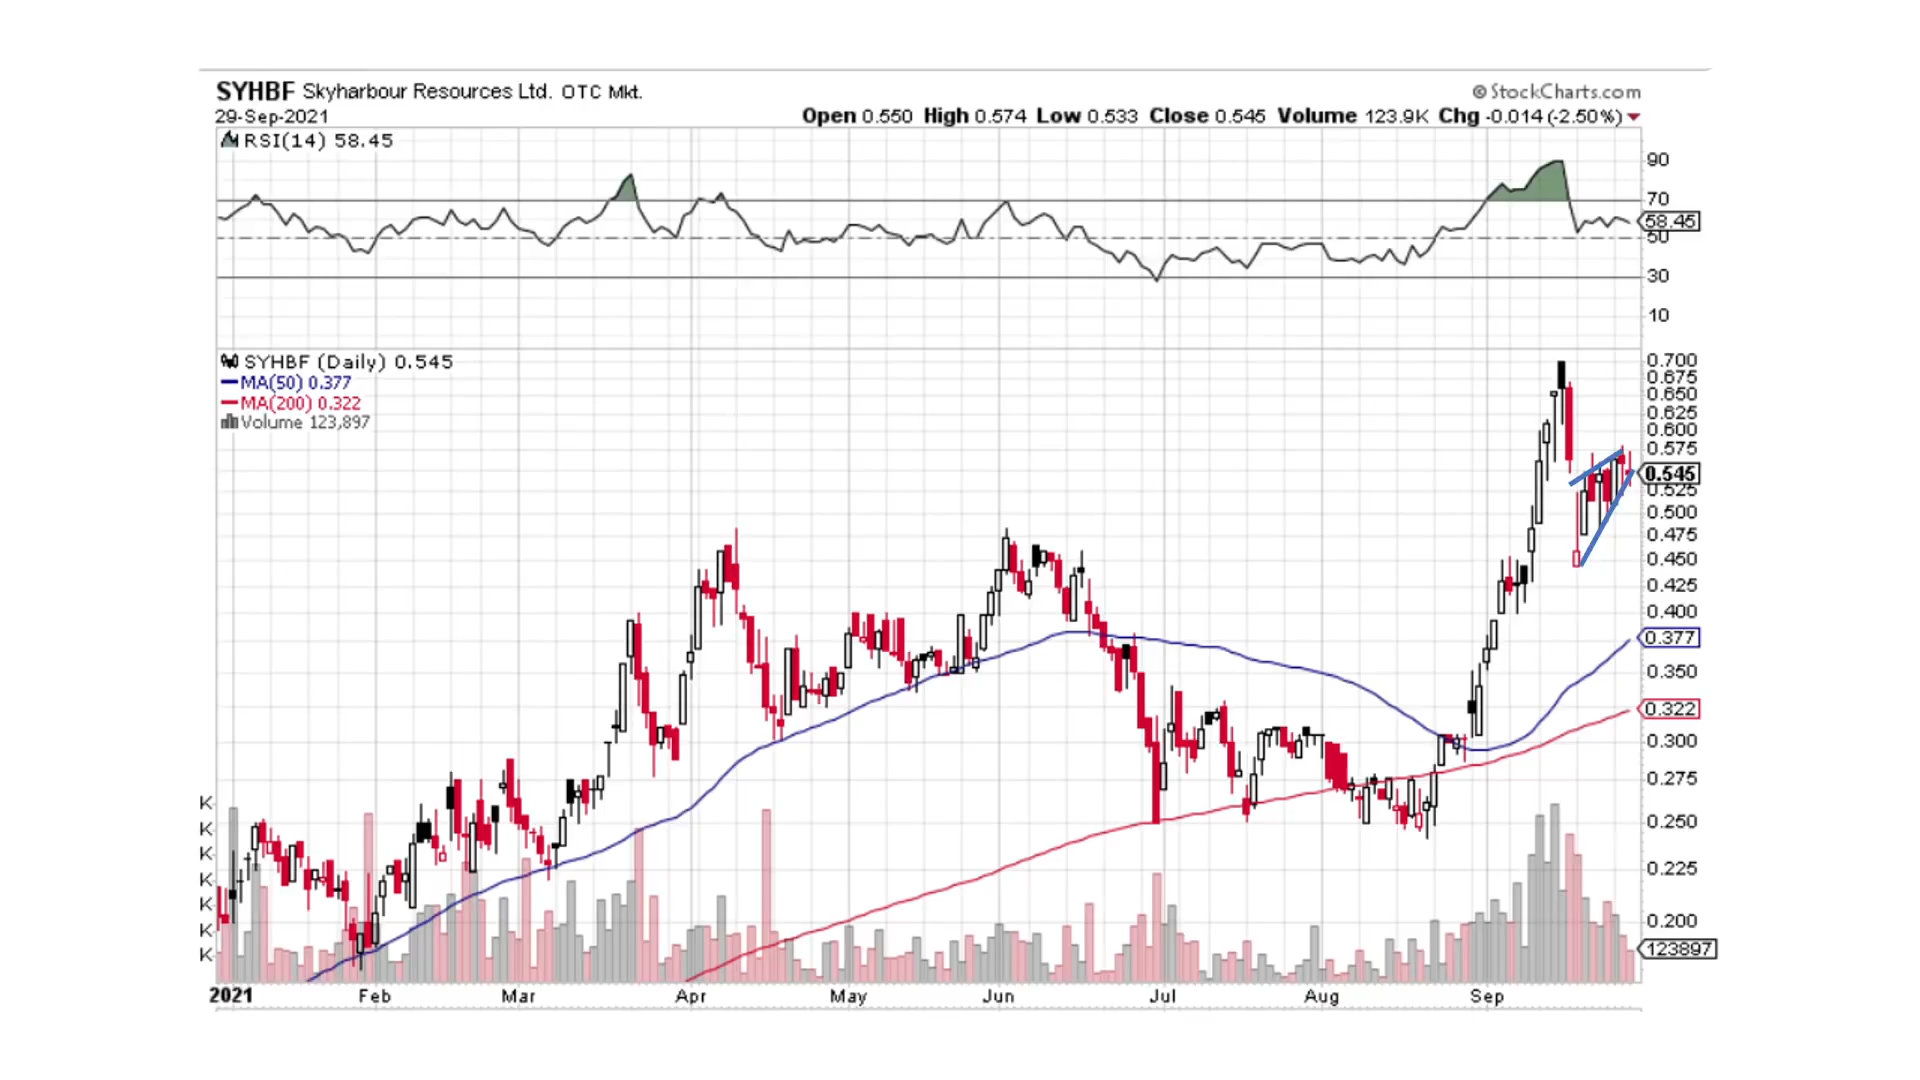 SYHBF Skyharbour Resources Ltd. OTC Mkt.
© StockCharts.com
29-Sep-2021
Open 0.550 High 0.574 Low 0.533 Close 0.545 Volume 123.9K Chg -0.014 (-2.50%)
RSI(14) 58.45
90
70
58.45
50
30
10
SYHBF (Daily) 0.545
MA(50) 0.377
MA(200) 0.322
Volume 123,897
0.700
0.675
0.650
0.625
0.600
0.575
0.545
0.525
0.500
0.475
0.450
0.425
0.400
0.377
0.350
0.322
0.300
0.275
0.250
0.225
0.200
123897
K
K
K
K
K
K
K
2021 Feb Mar Apr May Jun Jul Aug Sep